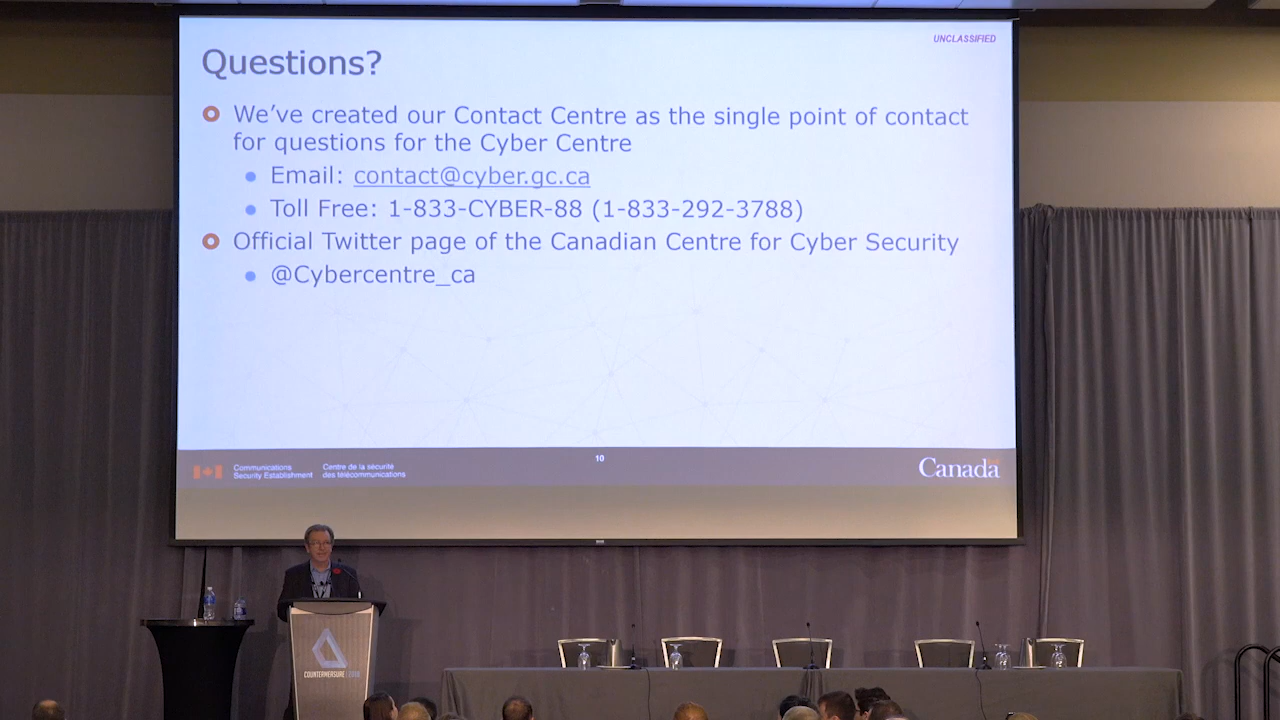 UNCLASSIFIED
Questions?
We've created our Contact Centre as the single point of contact
for questions for the Cyber Centre
Email: contact@cyber.gc.ca
Toll Free: 1-833-CYBER-88 (1-833-292-3788)
Official Twitter page of the Canadian Centre for Cyber Security
@Cybercentre_ca
10
Communications
Security Establishment
Centre de la sécurité
des télécommunications
Canada
COUNTERMEASURE